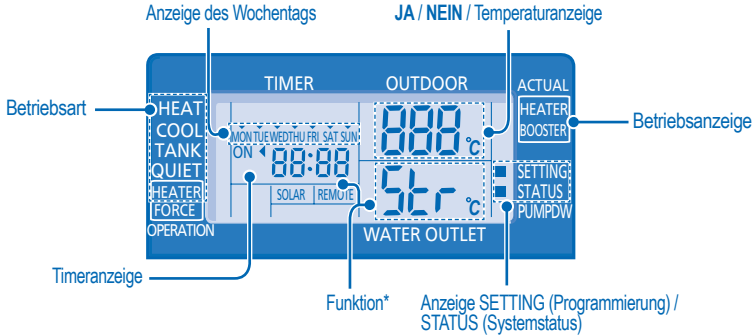 Anzeige des Wochentags
JA / NEIN / Temperaturanzeige
TIMER
OUTDOOR
ACTUAL
Betriebsart
HEAT
COOL
TANK
QUIET
HEATER
FORCE
OPERATION
MON TUE WED THU FRI SAT SUN
ON
88:88
SOLAR
REMOTE
888 °C
Str °C
WATER OUTLET
HEATER
BOOSTER
Betriebsanzeige
SETTING
STATUS
PUMPDW
Timeranzeige
Funktion*
Anzeige SETTING (Programmierung) /
STATUS (Systemstatus)